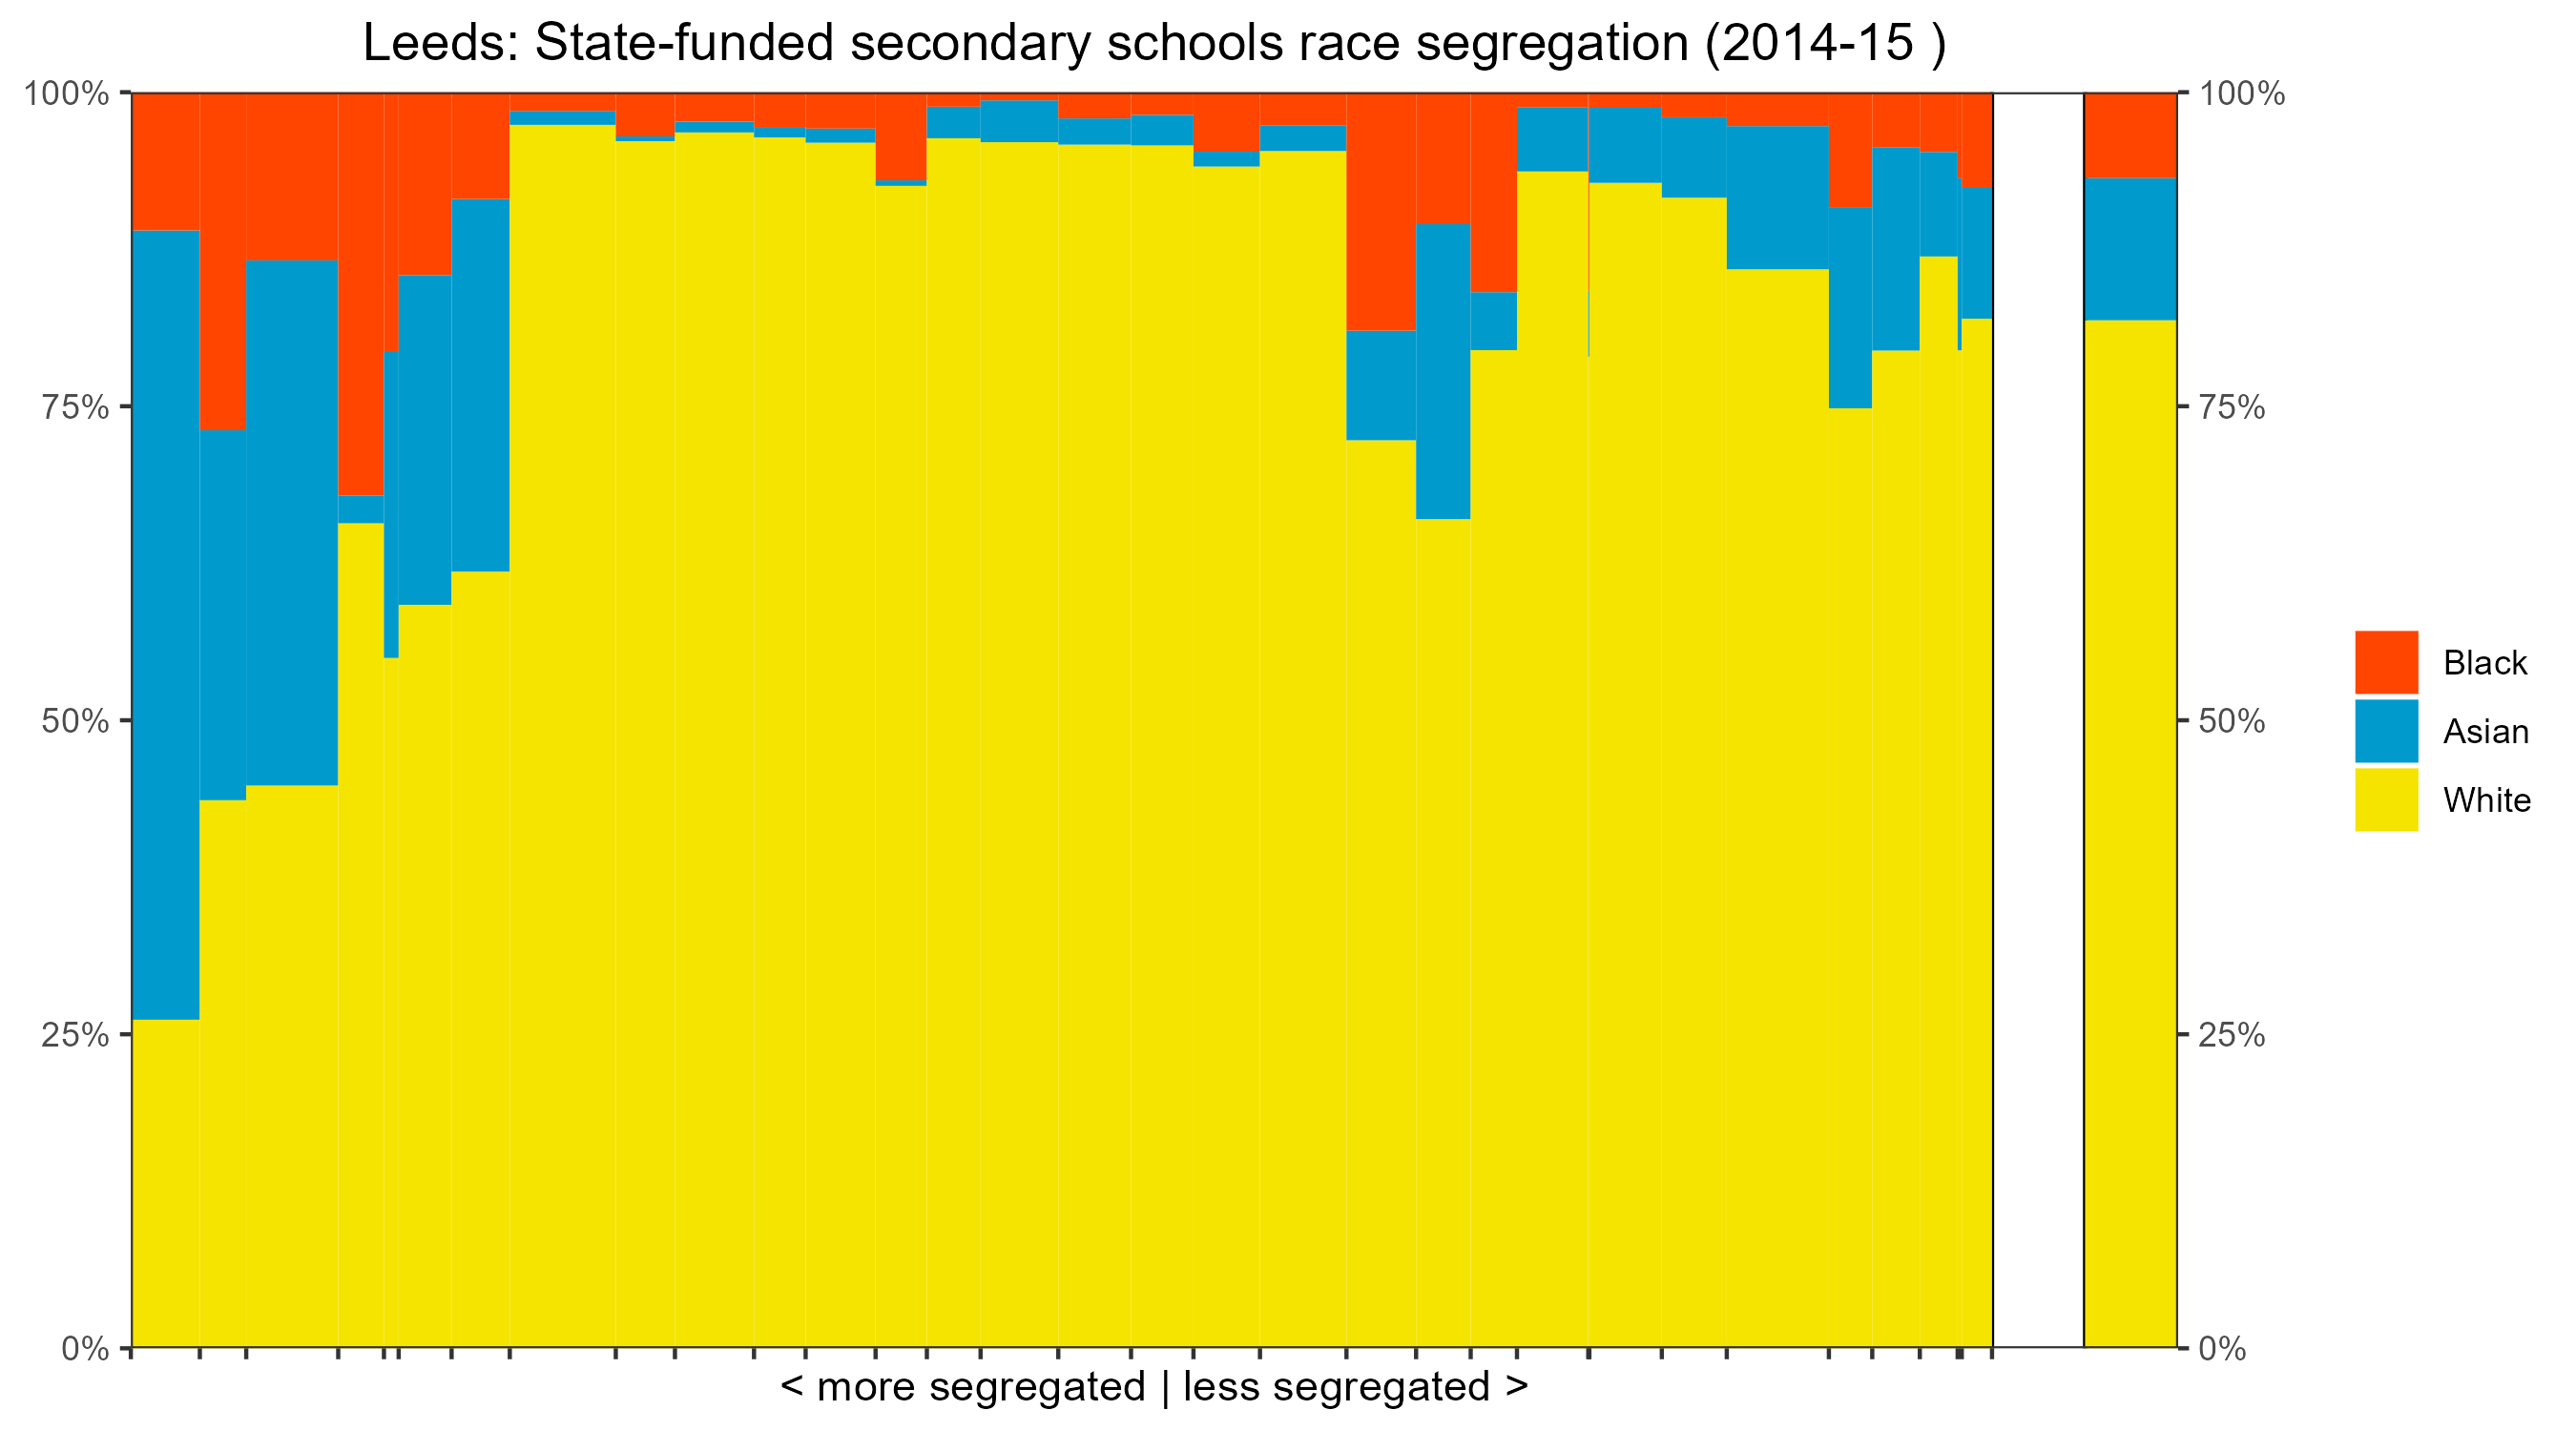 Leeds: State-funded secondary schools race segregation (2014-15 )
100%
75%
50%
25%
0%
100%
75%
50%
25%
0%
Black
Asian
White
< more segregated | less segregated >